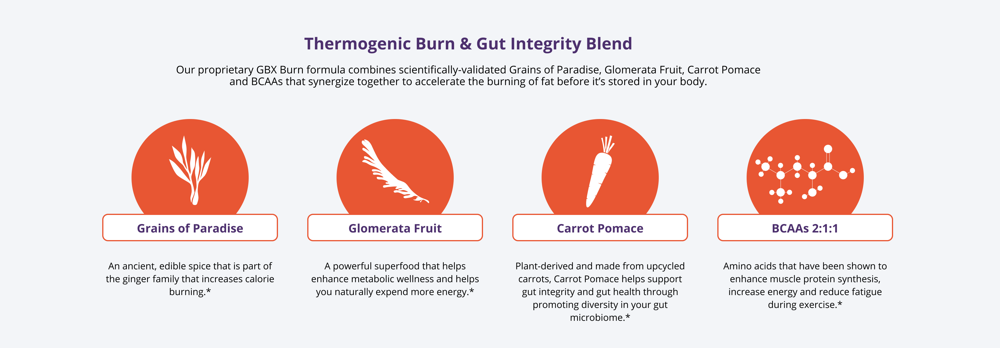 Thermogenic Burn & Gut Integrity Blend
Our proprietary GBX Burn formula combines scientifically-validated Grains of Paradise, Glomerata Fruit, Carrot Pomace
and BCAAs that synergize together to accelerate the burning of fat before it’s stored in your body.
Grains of Paradise
An ancient, edible spice that is part of
the ginger family that increases calorie
burning.*
Glomerata Fruit
A powerful superfood that helps
enhance metabolic wellness and helps
you naturally expend more energy.*
Carrot Pomace
Plant-derived and made from upcycled
carrots, Carrot Pomace helps support
gut integrity and gut health through
promoting diversity in your gut
microbiome.*
BCAAs 2:1:1
Amino acids that have been shown to
enhance muscle protein synthesis,
increase energy and reduce fatigue
during exercise.*